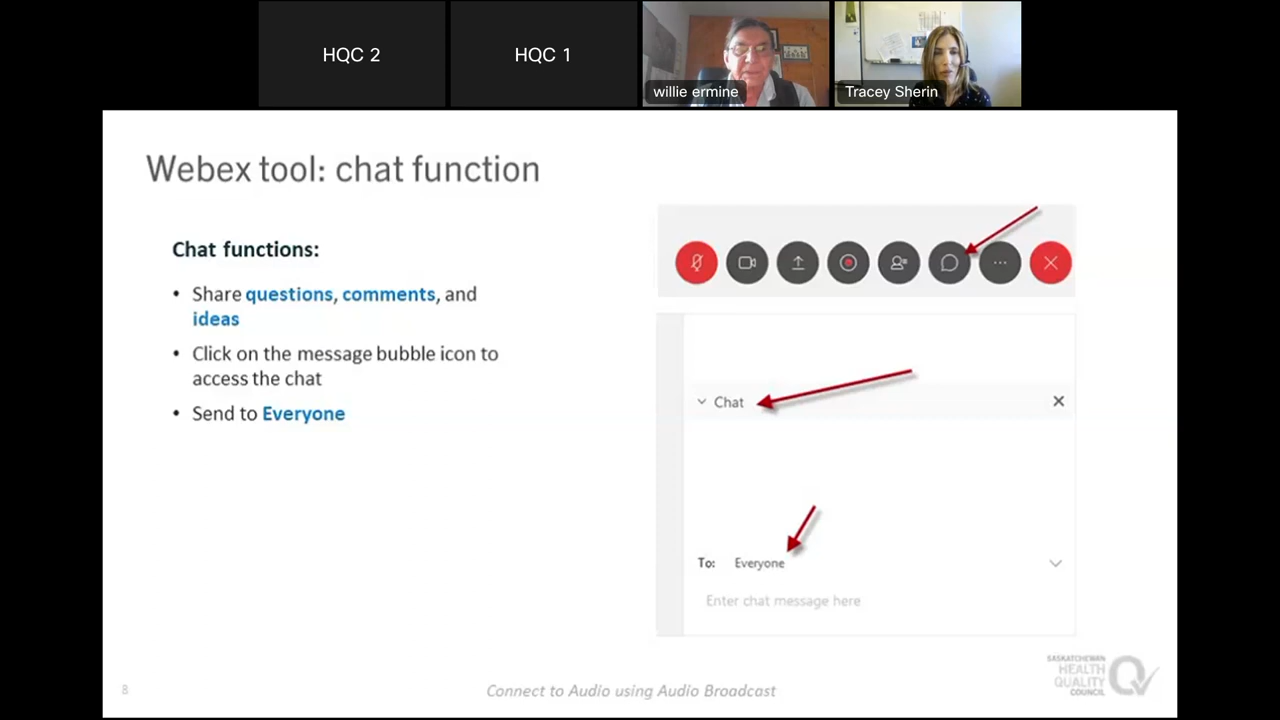 HQC 2
HQC 1
willie ermine
Tracey Sherin
Webex tool: chat function
Chat functions:
• Share questions, comments, and
ideas
• Click on the message bubble icon to
access the chat
• Send to Everyone
Chat
To: Everyone
Enter chat message here
8
Connect to Audio using Audio Broadcast
SASKATCHEWAN
HEALTH
QUALITY
COUNCIL